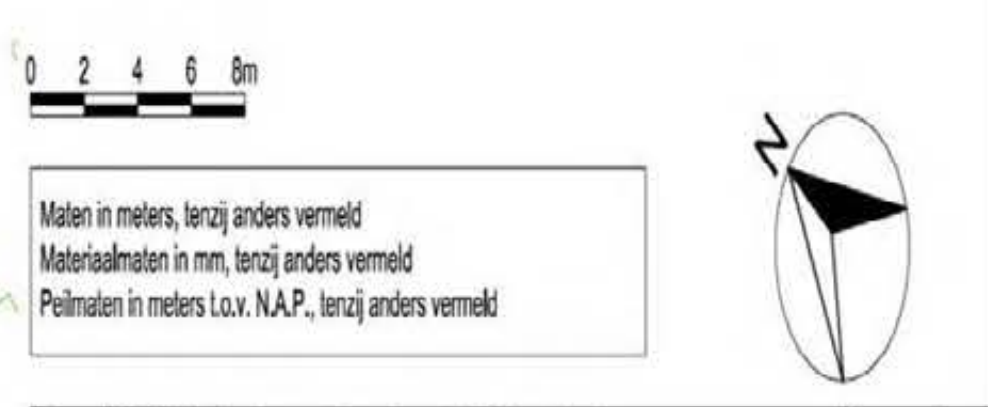 0 2 4 6 8m
N
Maten in meters, tenzij anders vermeld
Materiaalmaten in mm, tenzij anders vermeld
Peilmaten in meters t.o.v. N.A.P., tenzij anders vermeld